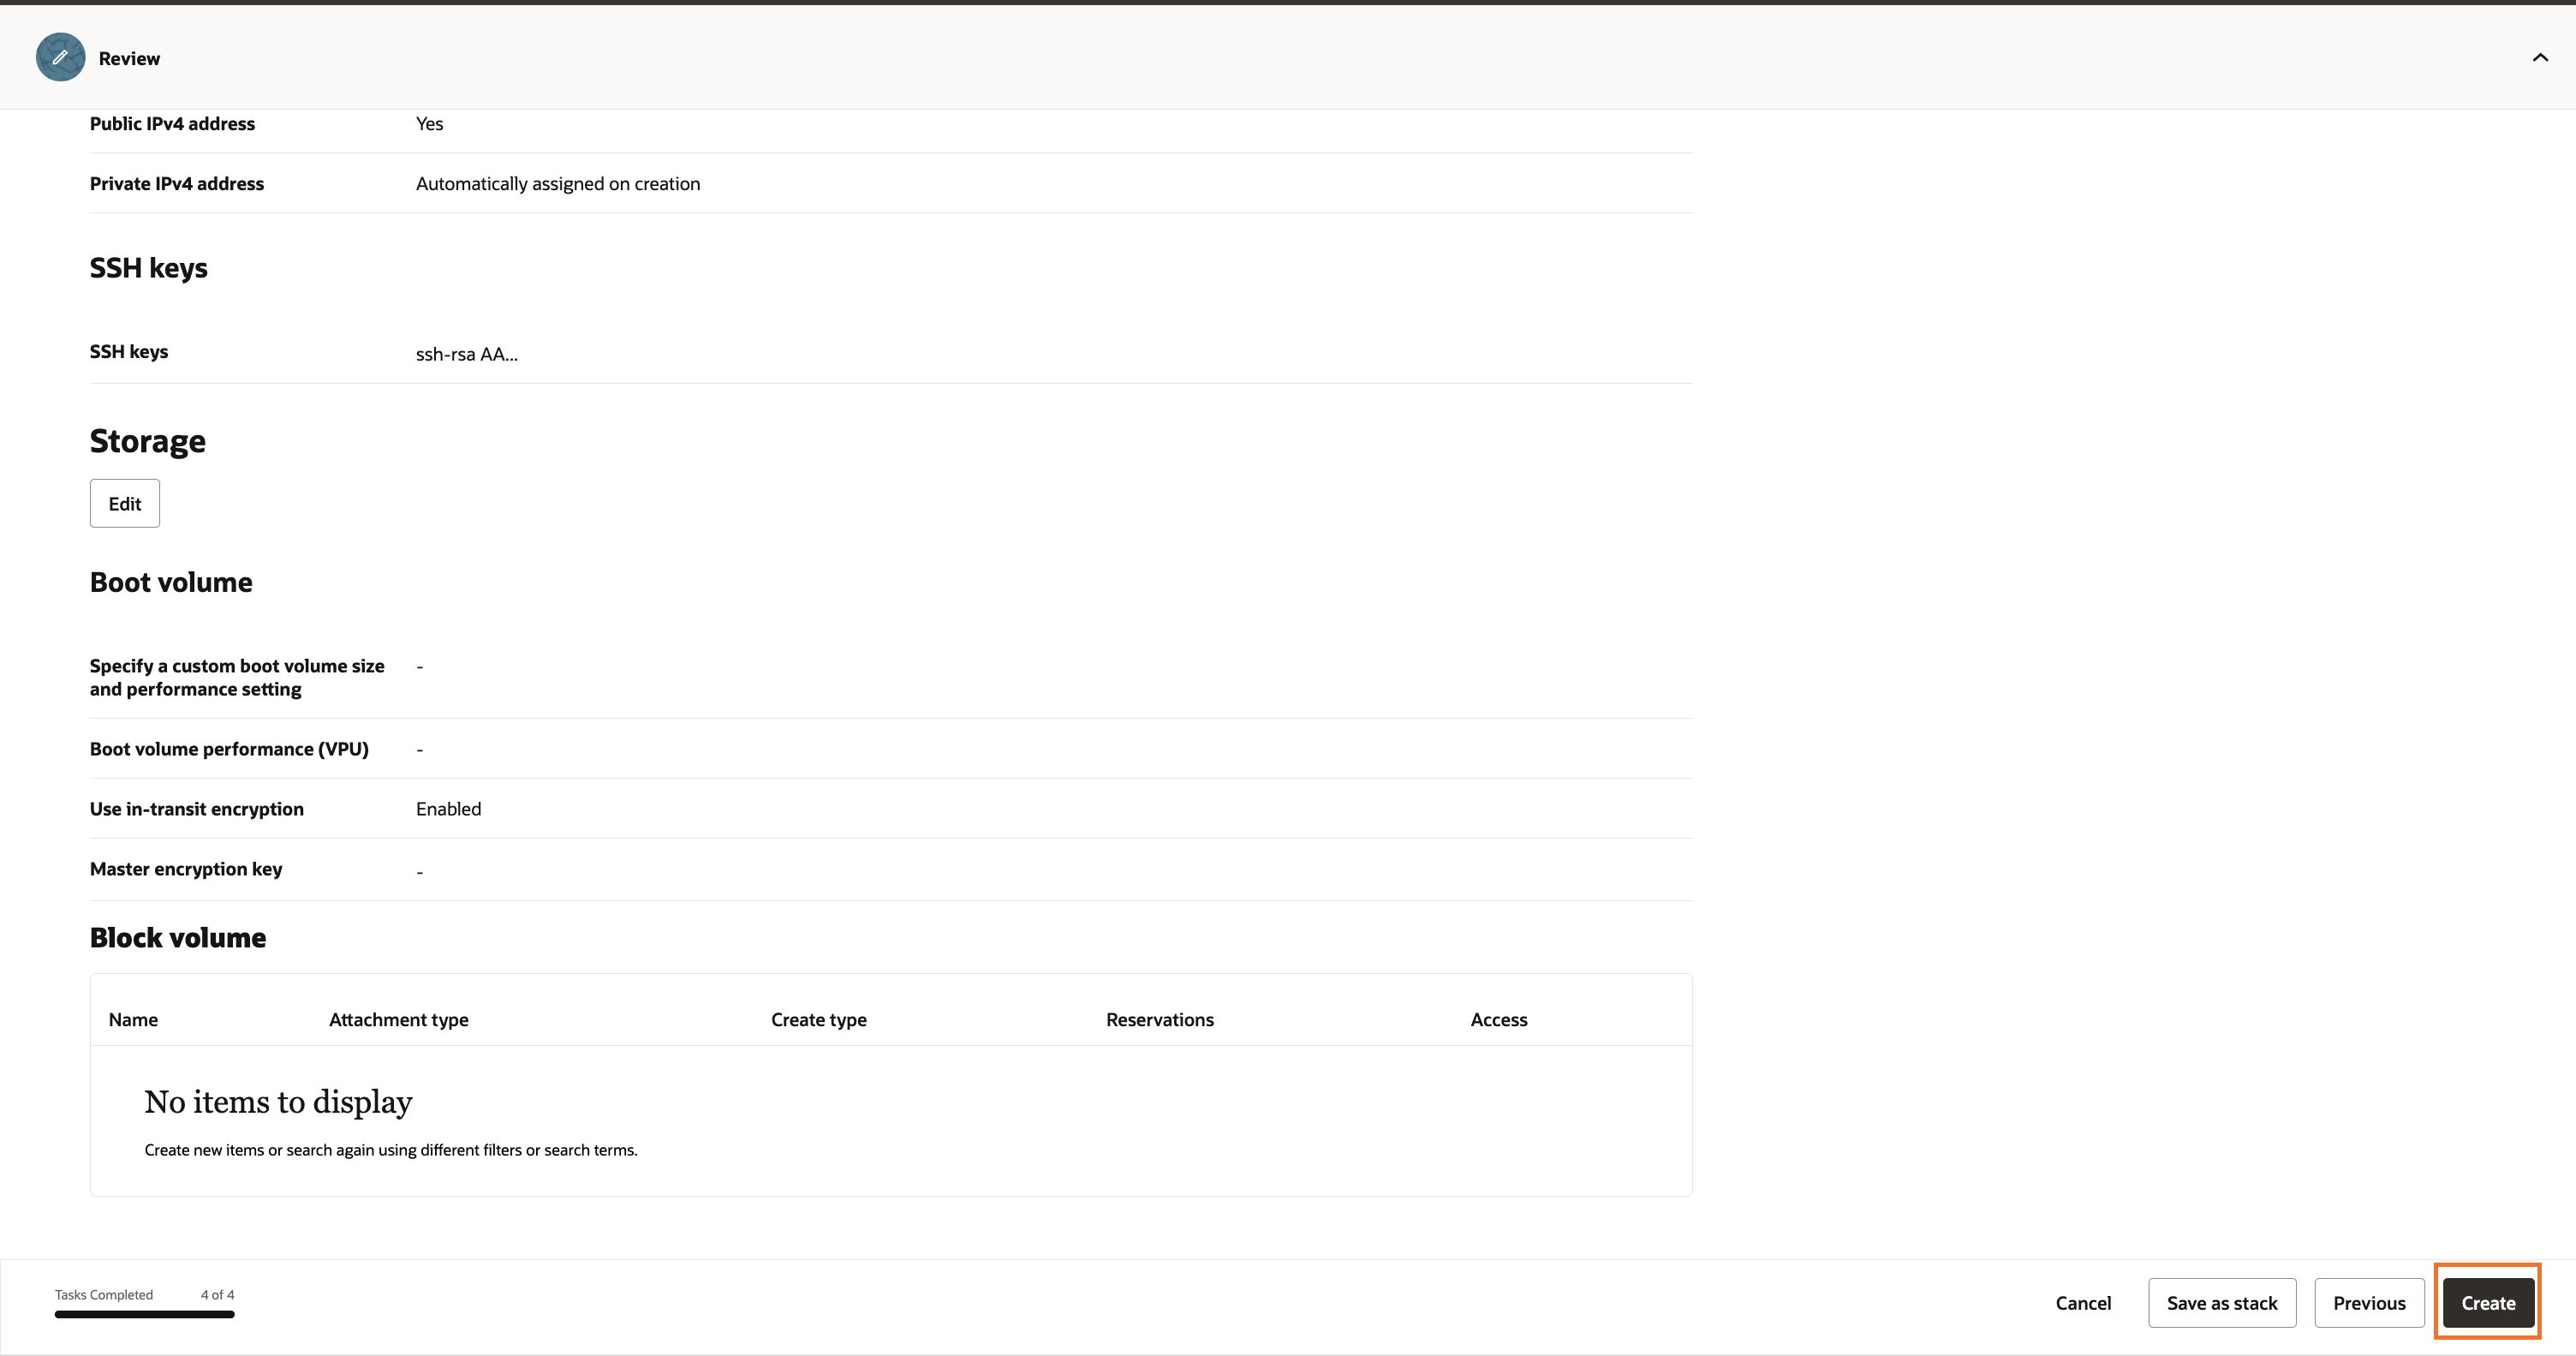 Review
Public IPv4 address Yes
Private IPv4 address Automatically assigned on creation
SSH keys
SSH keys ssh-rsa AA...
Storage
Edit
Boot volume
Specify a custom boot volume size -
and performance setting
Boot volume performance (VPU) -
Use in-transit encryption Enabled
Master encryption key -
Block volume
Name Attachment type Create type Reservations Access
No items to display
Create new items or search again using different filters or search terms.
Tasks Completed 4 of 4
Cancel Save as stack Previous Create